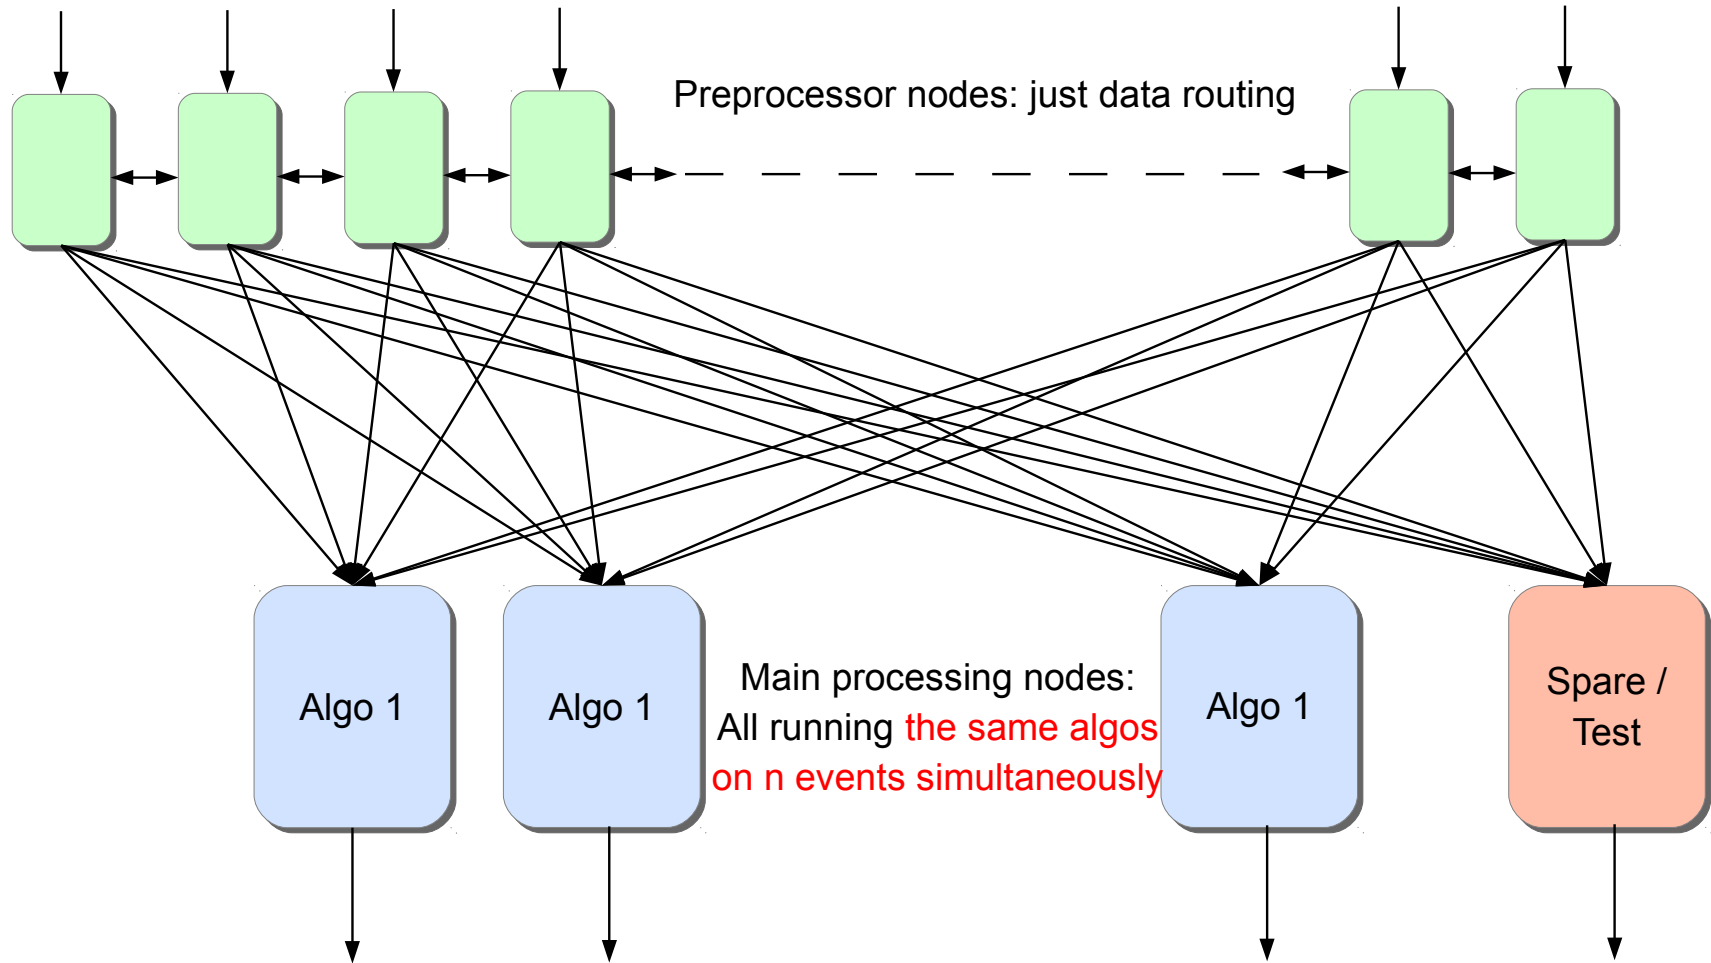 Preprocessor nodes: just data routing
Algo 1
Algo 1
Main processing nodes:
All running the same algos
on n events simultaneously
Algo 1
Spare /
Test